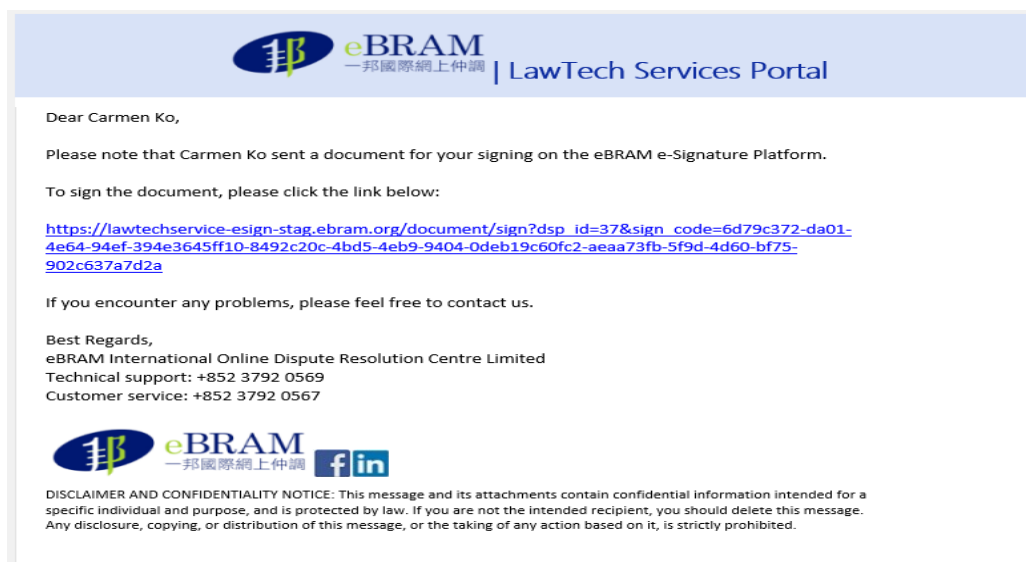 邦 eBRAM
一邦國際網上仲調 | LawTech Services Portal
Dear Carmen Ko,
Please note that Carmen Ko sent a document for your signing on the eBRAM e-Signature Platform.
To sign the document, please click the link below:
https://lawtechservice-esign-stag.ebram.org/document/sign?dsp_id=37&sign_code=6d79c372-da01-
4e64-94ef-394e3645ff10-8492c20c-4bd5-4eb9-9404-0deb19c60fc2-aeaa73fb-5f9d-4d60-bf75-
902c637a7d2a
If you encounter any problems, please feel free to contact us.
Best Regards,
eBRAM International Online Dispute Resolution Centre Limited
Technical support: +852 3792 0569
Customer service: +852 3792 0567
邦 eBRAM
一邦國際網上仲調 f in
DISCLAIMER AND CONFIDENTIALITY NOTICE: This message and its attachments contain confidential information intended for a
specific individual and purpose, and is protected by law. If you are not the intended recipient, you should delete this message.
Any disclosure, copying, or distribution of this message, or the taking of any action based on it, is strictly prohibited.